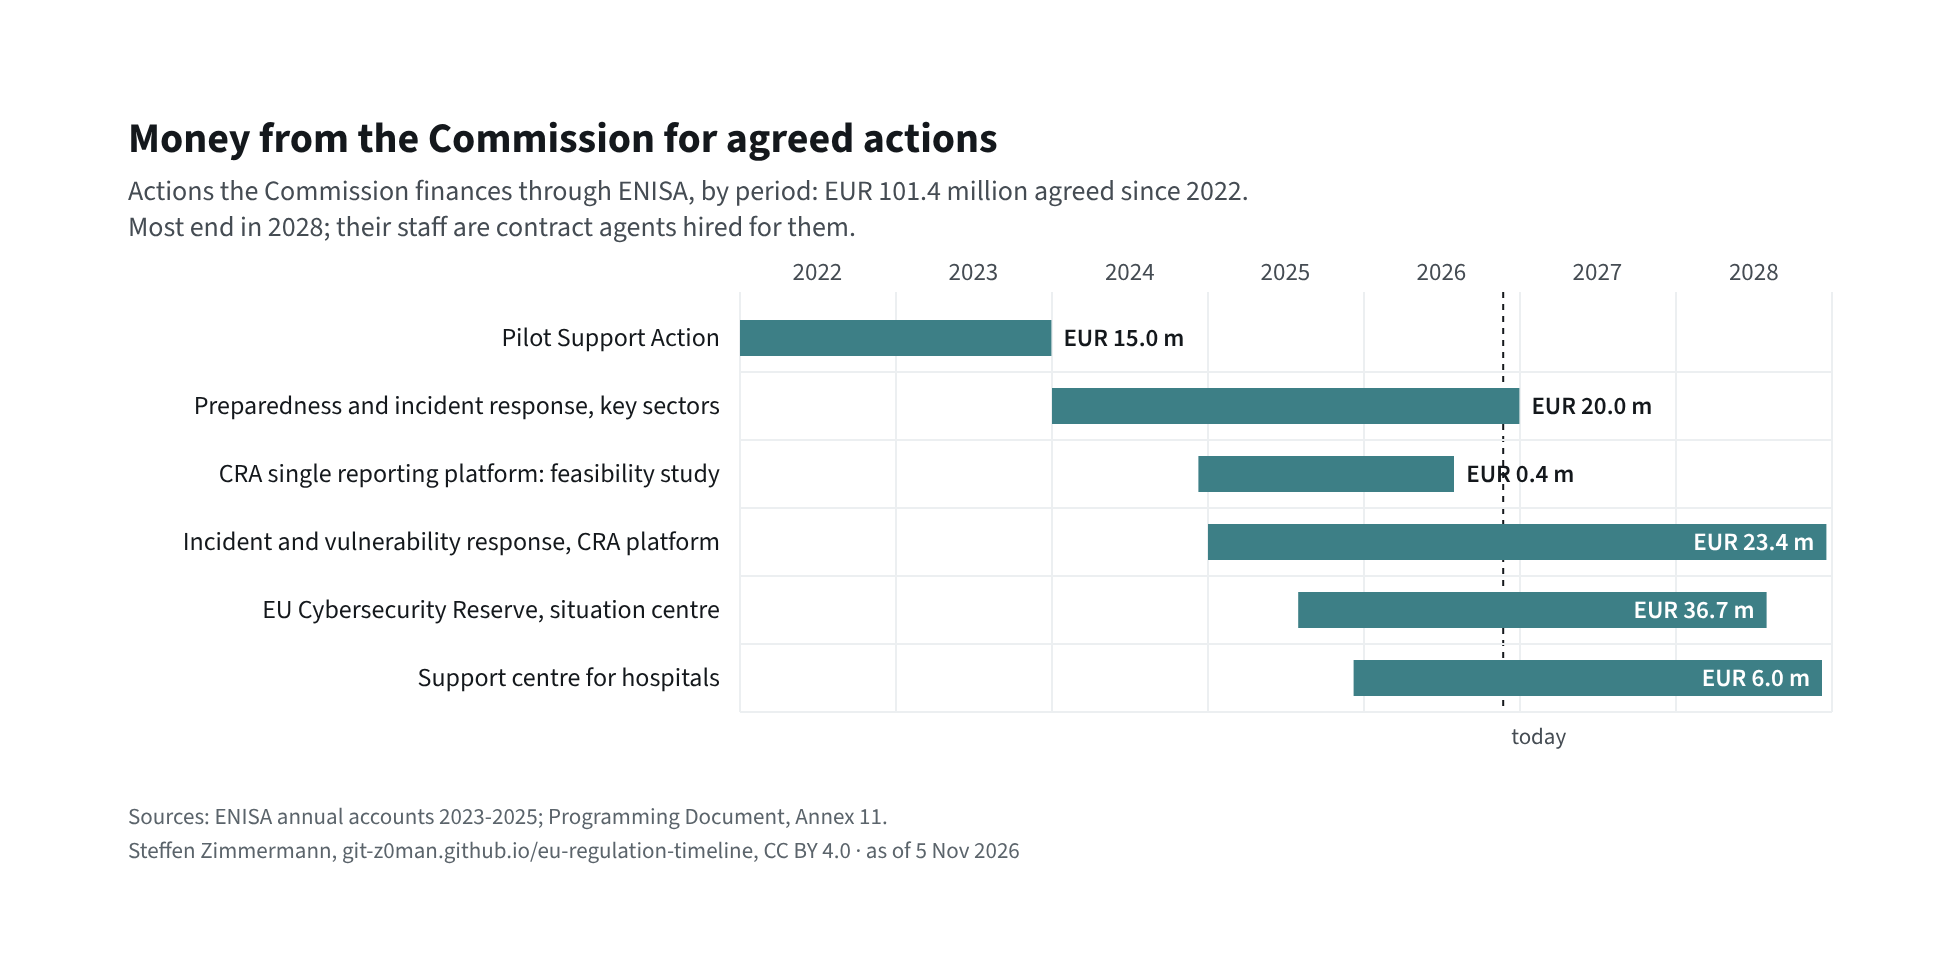 Money from the Commission for agreed actions
Actions the Commission finances through ENISA, by period: EUR 101.4 million agreed since 2022.
Most end in 2028; their staff are contract agents hired for them.
2022 2023 2024 2025 2026 2027 2028
Pilot Support Action EUR 15.0 m
Preparedness and incident response, key sectors EUR 20.0 m
CRA single reporting platform: feasibility study EUR 0.4 m
Incident and vulnerability response, CRA platform EUR 23.4 m
EU Cybersecurity Reserve, situation centre EUR 36.7 m
Support centre for hospitals EUR 6.0 m
today
Sources: ENISA annual accounts 2023-2025; Programming Document, Annex 11.
Steffen Zimmermann, git-z0man.github.io/eu-regulation-timeline, CC BY 4.0 · as of 5 Nov 2026